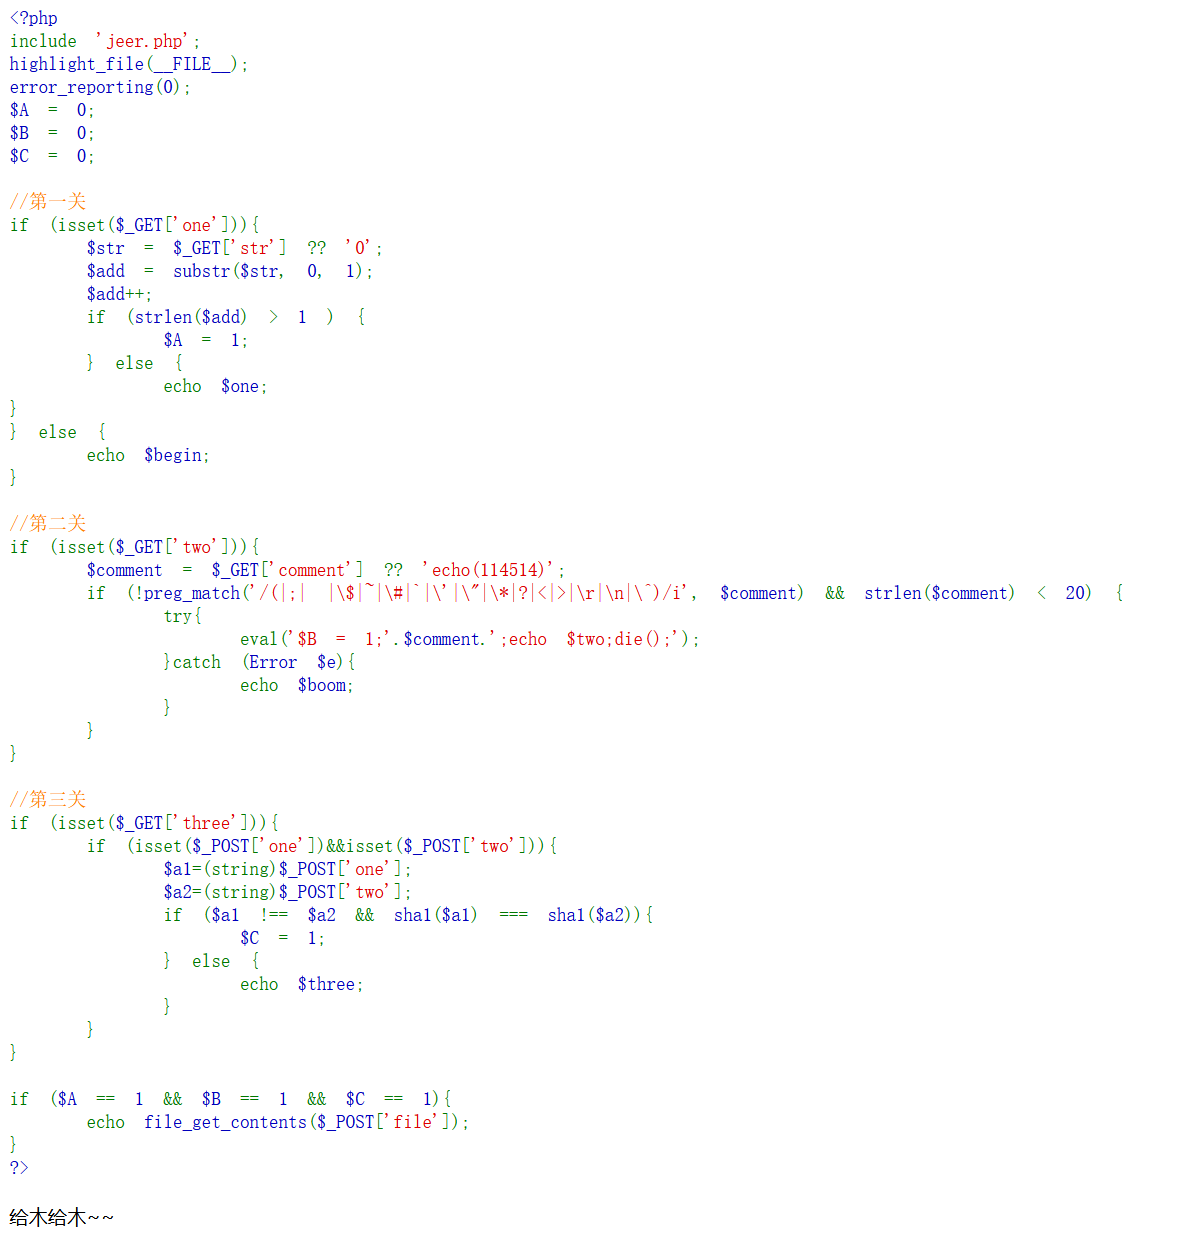 <?php
include 'jeer.php';
highlight_file(__FILE__);
error_reporting(0);
$A = 0;
$B = 0;
$C = 0;
//第一关
if (isset($_GET['one'])){
$str = $_GET['str'] ?? '0';
$add = substr($str, 0, 1);
$add++;
if (strlen($add) > 1 ) {
$A = 1;
} else {
echo $one;
}
} else {
echo $begin;
}
//第二关
if (isset($_GET['two'])){
$comment = $_GET['comment'] ?? 'echo(114514)';
if (!preg_match('/(|;| |\$|~|\#|`|\'|\"|\*|?|<|>|\r|\n|\^)/i', $comment) && strlen($comment) < 20) {
try{
eval('$B = 1;'.$comment.';echo $two;die();');
}catch (Error $e){
echo $boom;
}
}
}
//第三关
if (isset($_GET['three'])){
if (isset($_POST['one'])&&isset($_POST['two'])){
$a1=(string)$_POST['one'];
$a2=(string)$_POST['two'];
if ($a1 !== $a2 && sha1($a1) === sha1($a2)){
$C = 1;
} else {
echo $three;
}
}
}
if ($A == 1 && $B == 1 && $C == 1){
echo file_get_contents($_POST['file']);
}
?>
给木给木~~